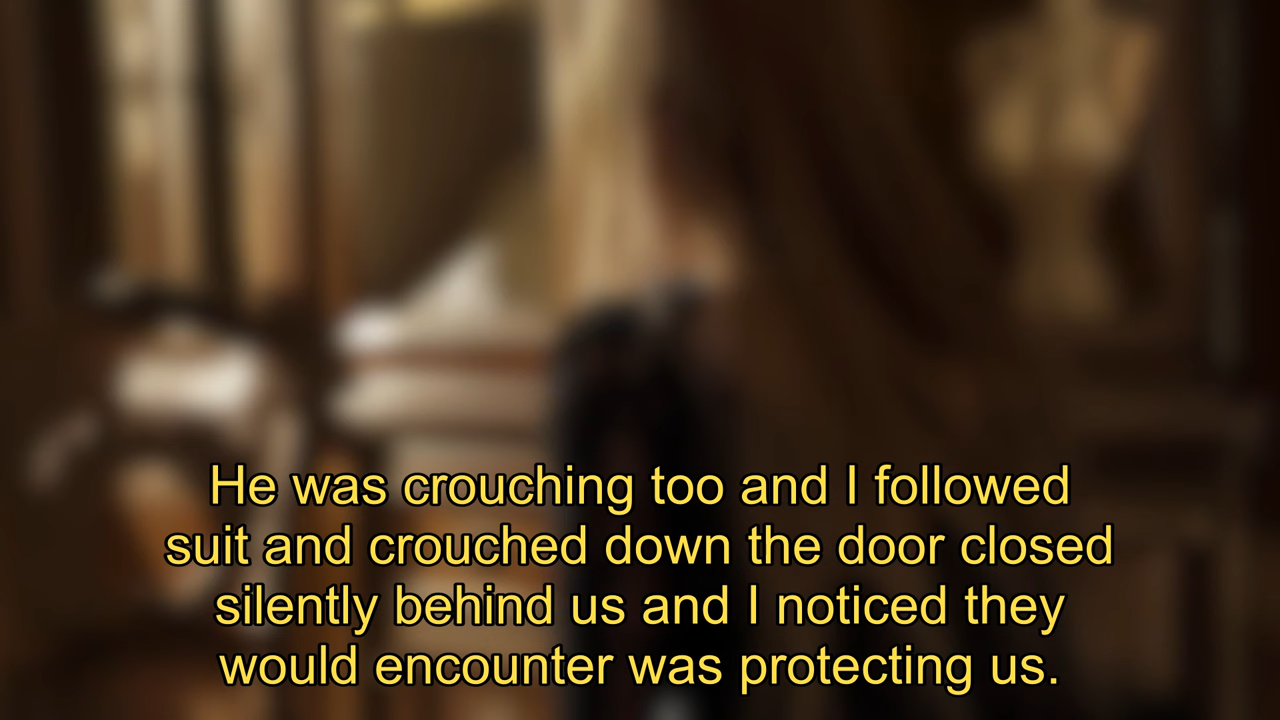 He was crouching too and I followed
suit and crouched down the door closed
silently behind us and I noticed they
would encounter was protecting us.